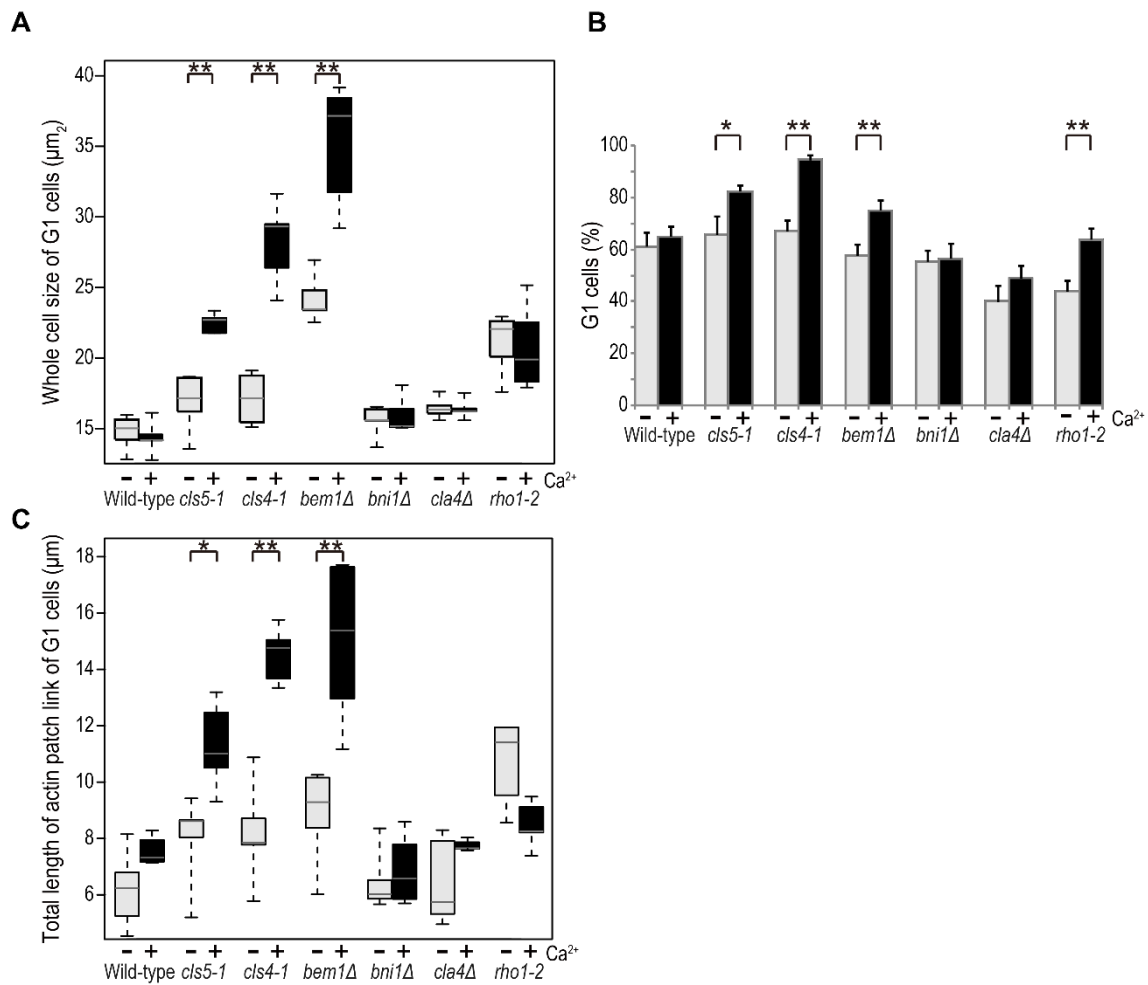 A
Whole cell size of G1 cells (µm₂)
40
35
30
25
20
15
** ** **
- + - + - + - + - + - + - + Ca²⁺
Wild-type cls5-1 cls4-1 bem1Δ bni1Δ cla4Δ rho1-2
B
G1 cells (%)
100
80
60
40
20
0
* ** ** **
- + - + - + - + - + - + - + Ca²⁺
Wild-type cls5-1 cls4-1 bem1Δ bni1Δ cla4Δ rho1-2
C
Total length of actin patch link of G1 cells (µm)
18
16
14
12
10
8
6
* ** **
- + - + - + - + - + - + - + Ca²⁺
Wild-type cls5-1 cls4-1 bem1Δ bni1Δ cla4Δ rho1-2